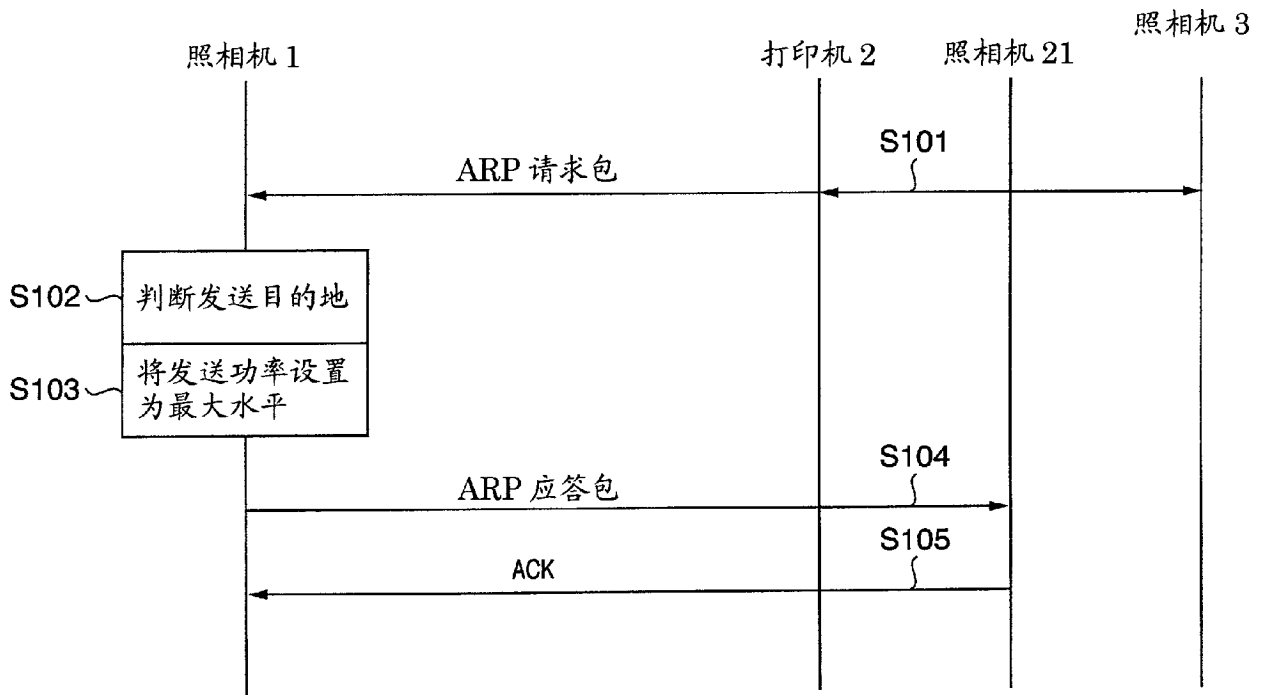 照相机 3
照相机 1
打印机 2
照相机 21
S101
ARP 请求包
S102
判断发送目的地
S103
将发送功率设置
为最大水平
S104
ARP 应答包
S105
ACK